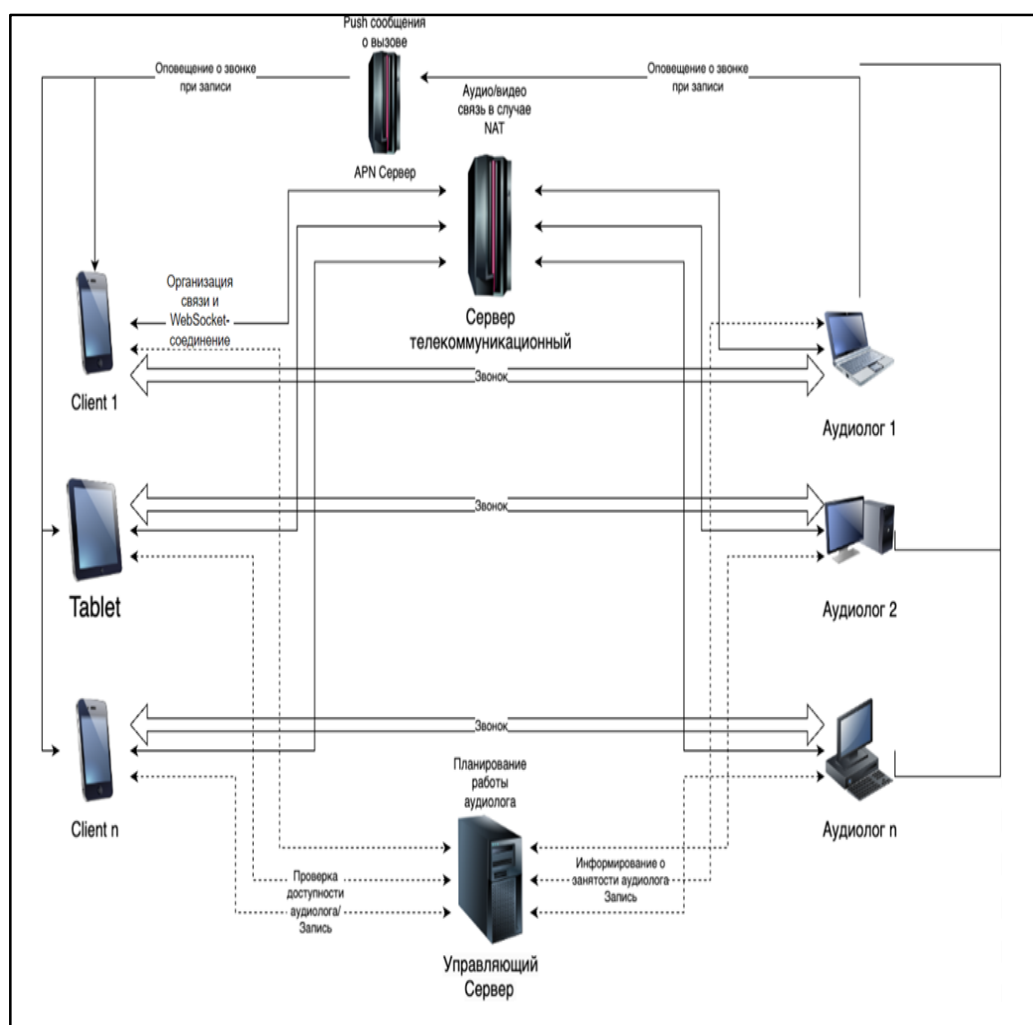 Push сообщения
о вызове
Оповещение о звонке
при записи
Оповещение о звонке
при записи
Аудио/видео
связь в случае
NAT
APN Сервер
Организация
связи и
WebSocket-
соединение
Сервер
телекоммуникационный
Звонок
Client 1
Аудиолог 1
Звонок
Tablet
Аудиолог 2
Звонок
Client n
Аудиолог n
Планирование
работы
аудиолога
Проверка
доступности
аудиолога/
Запись
Информирование о
занятости аудиолога
Запись
Управляющий
Сервер